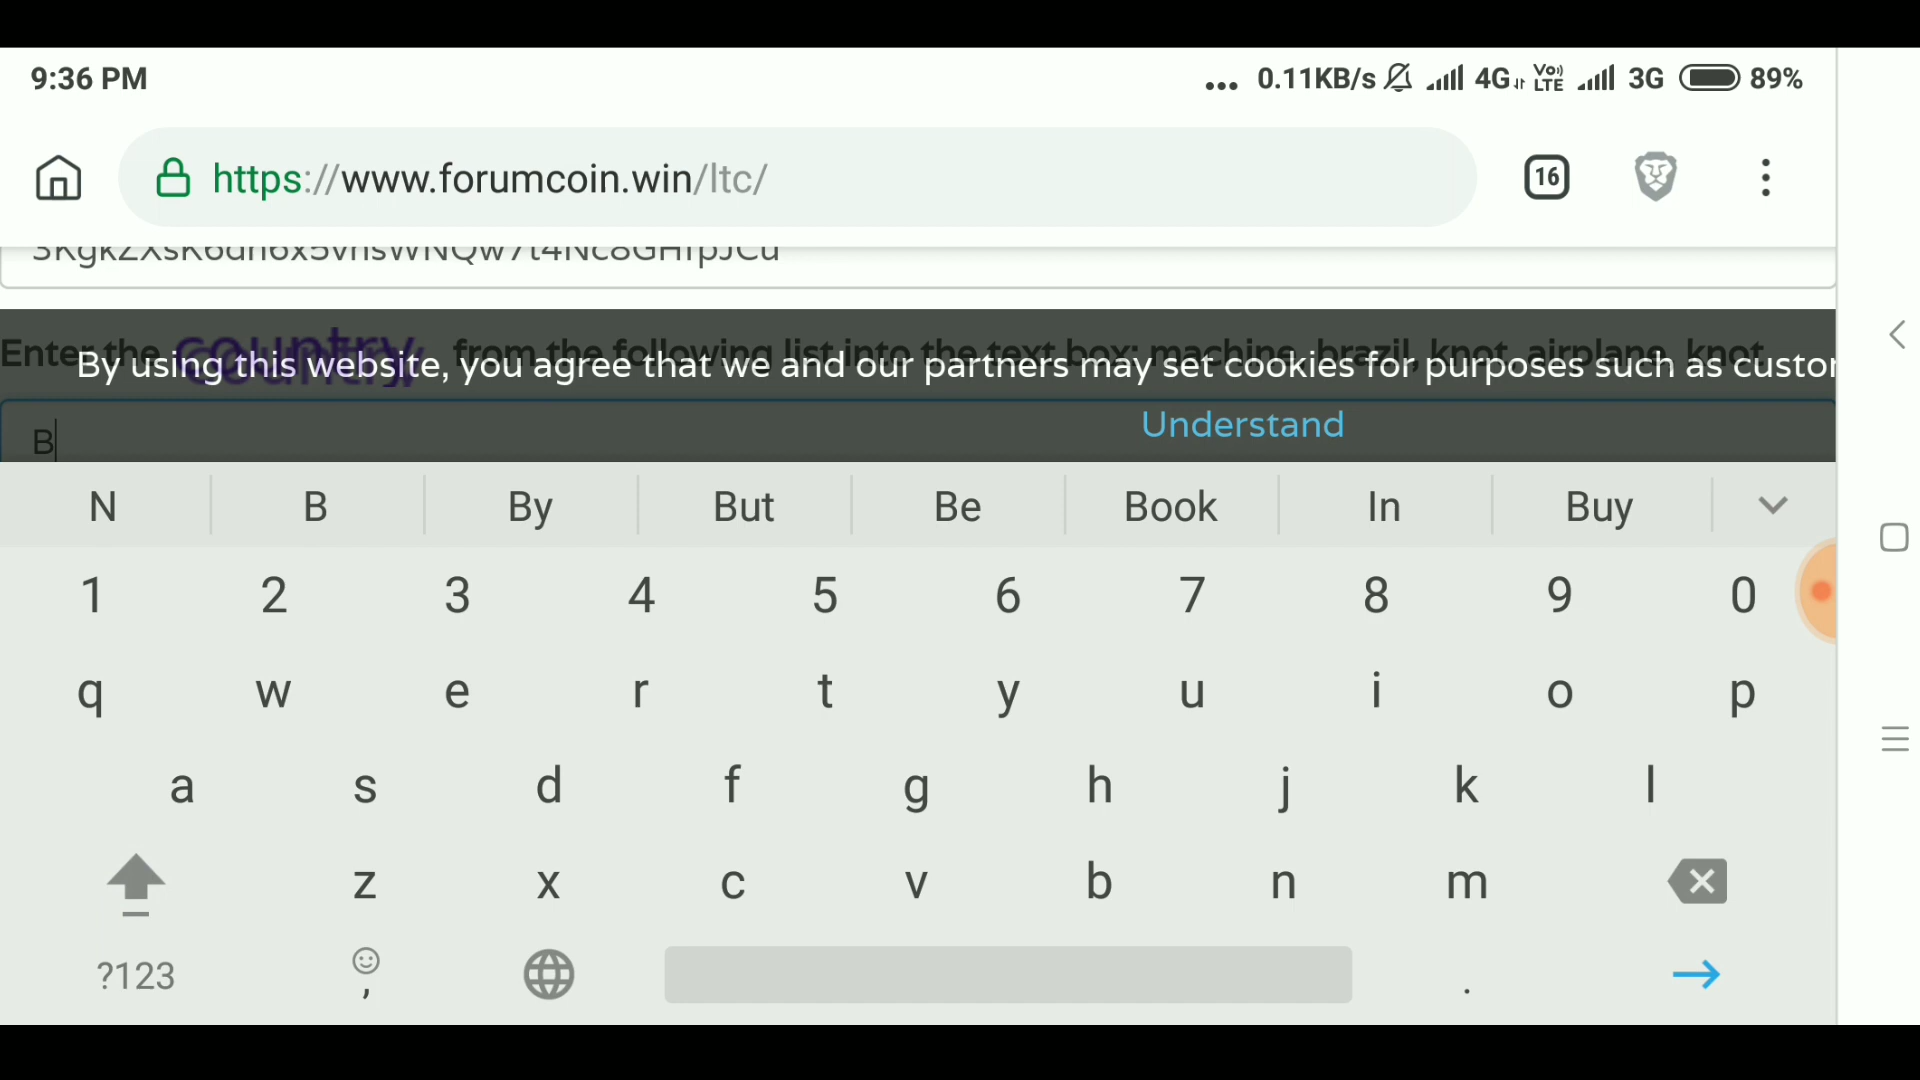 9:36 PM
... 0.11KB/s 4G VoLTE 3G 89%
https://www.forumcoin.win/ltc/
16
Enter the country from the following list into the text box: machine, brazil, knot, airplane, knot
By using this website, you agree that we and our partners may set cookies for purposes such as custo
B
Understand
N B By But Be Book In Buy
1 2 3 4 5 6 7 8 9 0
q w e r t y u i o p
a s d f g h j k l
z x c v b n m
?123 , .